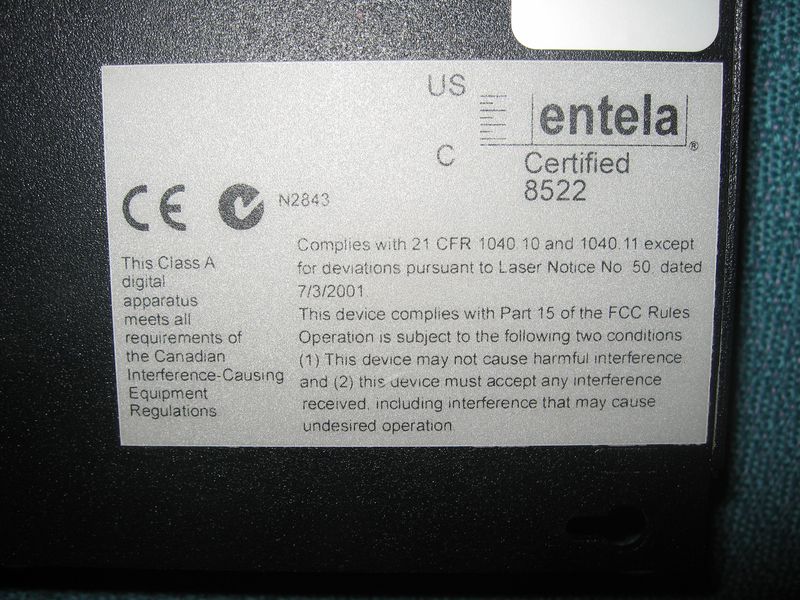 US
entela®
C
Certified
8522
CE
N2843
This Class A
digital
apparatus
meets all
requirements of
the Canadian
Interference-Causing
Equipment
Regulations
Complies with 21 CFR 1040.10 and 1040.11 except
for deviations pursuant to Laser Notice No. 50, dated
7/3/2001
This device complies with Part 15 of the FCC Rules
Operation is subject to the following two conditions
(1) This device may not cause harmful interference
and (2) this device must accept any interference
received, including interference that may cause
undesired operation